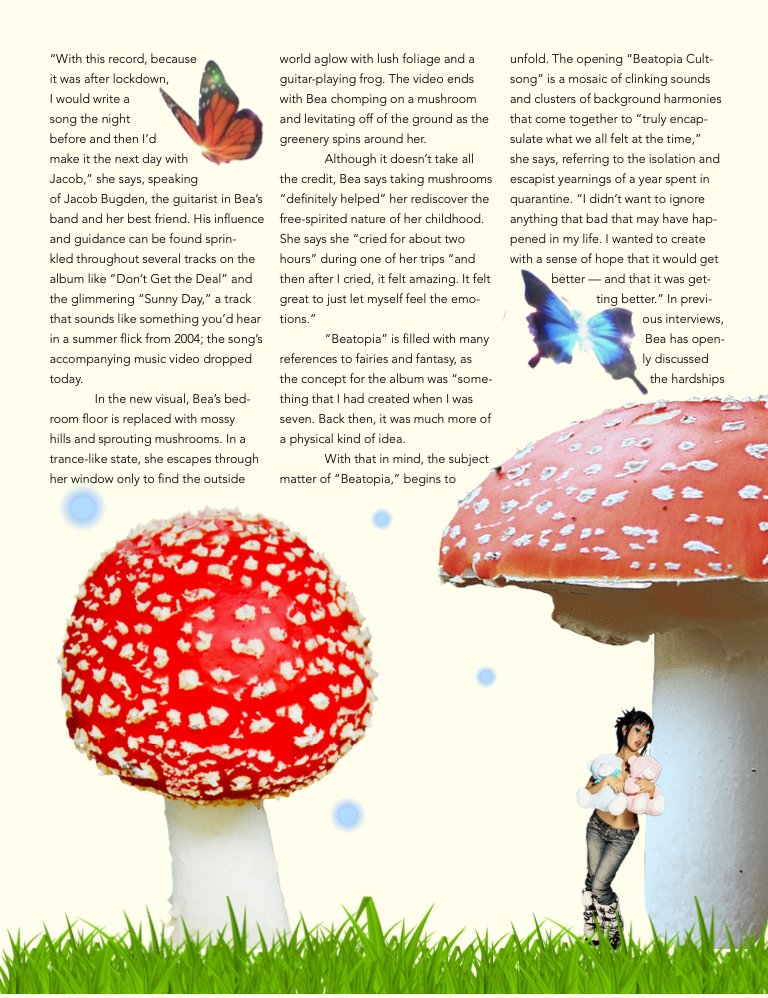 “With this record, because
it was after lockdown,
I would write a
song the night
before and then I’d
make it the next day with
Jacob,” she says, speaking
of Jacob Bugden, the guitarist in Bea’s
band and her best friend. His influence
and guidance can be found sprin-
kled throughout several tracks on the
album like “Don’t Get the Deal” and
the glimmering “Sunny Day,” a track
that sounds like something you’d hear
in a summer flick from 2004; the song’s
accompanying music video dropped
today.
In the new visual, Bea’s bed-
room floor is replaced with mossy
hills and sprouting mushrooms. In a
trance-like state, she escapes through
her window only to find the outside
world aglow with lush foliage and a
guitar-playing frog. The video ends
with Bea chomping on a mushroom
and levitating off of the ground as the
greenery spins around her.
Although it doesn’t take all
the credit, Bea says taking mushrooms
“definitely helped” her rediscover the
free-spirited nature of her childhood.
She says she “cried for about two
hours” during one of her trips “and
then after I cried, it felt amazing. It felt
great to just let myself feel the emo-
tions.”
“Beatopia” is filled with many
references to fairies and fantasy, as
the concept for the album was “some-
thing that I had created when I was
seven. Back then, it was much more of
a physical kind of idea.
With that in mind, the subject
matter of “Beatopia,” begins to
unfold. The opening “Beatopia Cult-
song” is a mosaic of clinking sounds
and clusters of background harmonies
that come together to “truly encap-
sulate what we all felt at the time,”
she says, referring to the isolation and
escapist yearnings of a year spent in
quarantine. “I didn’t want to ignore
anything that bad that may have hap-
pened in my life. I wanted to create
with a sense of hope that it would get
better — and that it was get-
ting better.” In previ-
ous interviews,
Bea has open-
ly discussed
the hardships